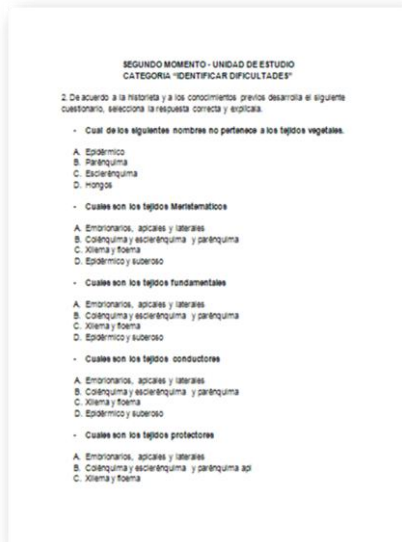 SEGUNDO MOMENTO - UNIDAD DE ESTUDIO
CATEGORIA "IDENTIFICAR DIFICULTADES"
2. De acuerdo a la historieta y a los conocimientos previos desarrolla el siguiente
cuestionario, selecciona la respuesta correcta y explícala.
- Cual de los siguientes nombres no pertenece a los tejidos vegetales.
A. Epidérmico
B. Parénquima
C. Esclerénquima
D. Hongos
- Cuales son los tejidos Meristemáticos
A. Embrionarios, apicales y laterales
B. Colénquima y esclerénquima y parénquima
C. Xilema y floema
D. Epidérmico y suberoso
- Cuales son los tejidos fundamentales
A. Embrionarios, apicales y laterales
B. Colénquima y esclerénquima y parénquima
C. Xilema y floema
D. Epidérmico y suberoso
- Cuales son los tejidos conductores
A. Embrionarios, apicales y laterales
B. Colénquima y esclerénquima y parénquima
C. Xilema y floema
D. Epidérmico y suberoso
- Cuales son los tejidos protectores
A. Embrionarios, apicales y laterales
B. Colénquima y esclerénquima y parénquima api
C. Xilema y floema